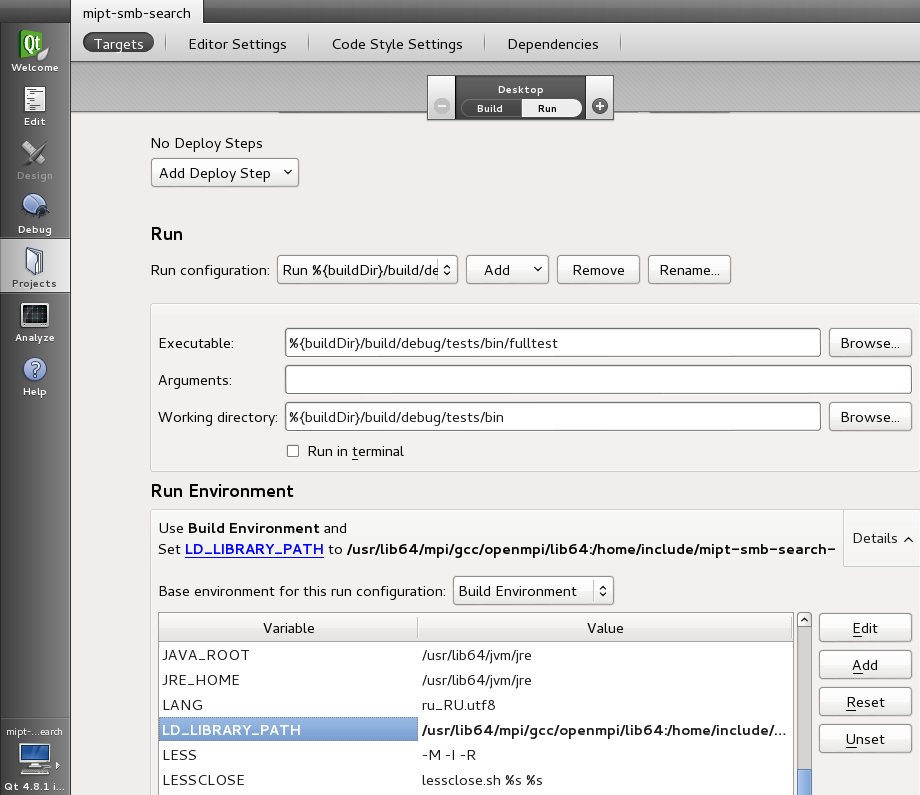 mipt-smb-search
Targets Editor Settings Code Style Settings Dependencies
Welcome
Edit
Design
Debug
Projects
Analyze
Help
mipt-...earch
Qt 4.8.1 i...
Desktop
Build Run
No Deploy Steps
Add Deploy Step
Run
Run configuration: Run %{buildDir}/build/de Add Remove Rename...
Executable: %{buildDir}/build/debug/tests/bin/fulltest Browse...
Arguments:
Working directory: %{buildDir}/build/debug/tests/bin Browse...
Run in terminal
Run Environment
Use Build Environment and
Set LD_LIBRARY_PATH to /usr/lib64/mpi/gcc/openmpi/lib64:/home/include/mipt-smb-search-
Details
Base environment for this run configuration: Build Environment
Variable Value
JAVA_ROOT /usr/lib64/jvm/jre
JRE_HOME /usr/lib64/jvm/jre
LANG ru_RU.utf8
LD_LIBRARY_PATH /usr/lib64/mpi/gcc/openmpi/lib64:/home/include/...
LESS -M -I -R
LESSCLOSE lessclose.sh %s %s
Edit
Add
Reset
Unset